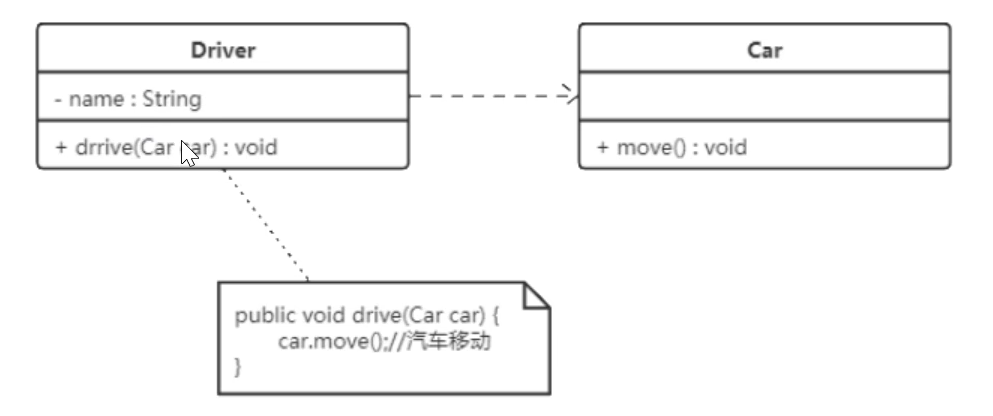 Driver
- name : String
+ drrive(Car car) : void
Car
+ move() : void
public void drive(Car car) {
car.move();//汽车移动
}